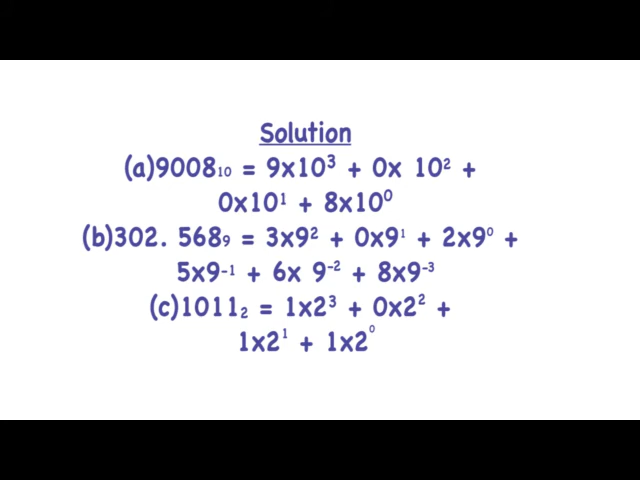 Solution
(a)9008₁₀ = 9x10³ + 0x 10² +
0x10¹ + 8x10⁰
(b)302. 568₉ = 3x9² + 0x9¹ + 2x9⁰ +
5x9⁻¹ + 6x 9⁻² + 8x9⁻³
(c)1011₂ = 1x2³ + 0x2² +
1x2¹ + 1x2⁰